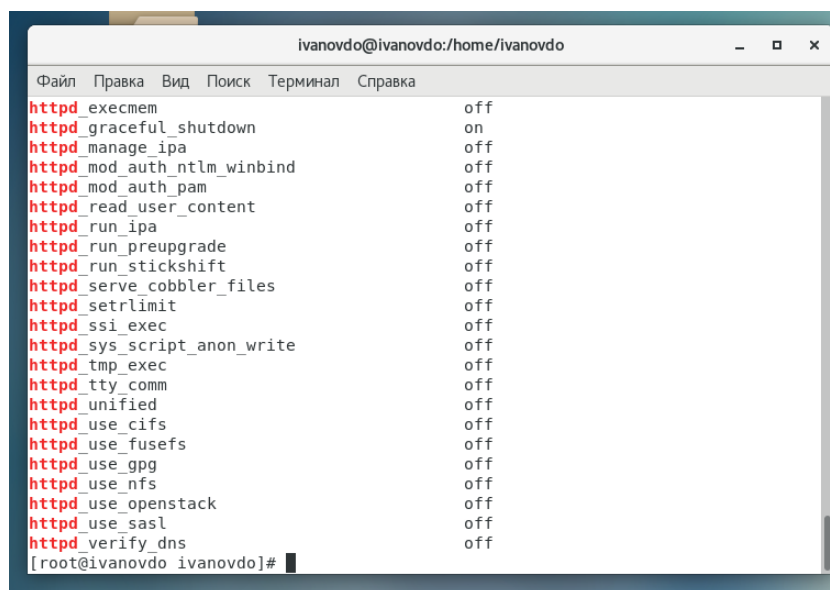 ivanovdo@ivanovdo:/home/ivanovdo
Файл Правка Вид Поиск Терминал Справка
httpd_execmem off
httpd_graceful_shutdown on
httpd_manage_ipa off
httpd_mod_auth_ntlm_winbind off
httpd_mod_auth_pam off
httpd_read_user_content off
httpd_run_ipa off
httpd_run_preupgrade off
httpd_run_stickshift off
httpd_serve_cobbler_files off
httpd_setrlimit off
httpd_ssi_exec off
httpd_sys_script_anon_write off
httpd_tmp_exec off
httpd_tty_comm off
httpd_unified off
httpd_use_cifs off
httpd_use_fusefs off
httpd_use_gpg off
httpd_use_nfs off
httpd_use_openstack off
httpd_use_sasl off
httpd_verify_dns off
[root@ivanovdo ivanovdo]#